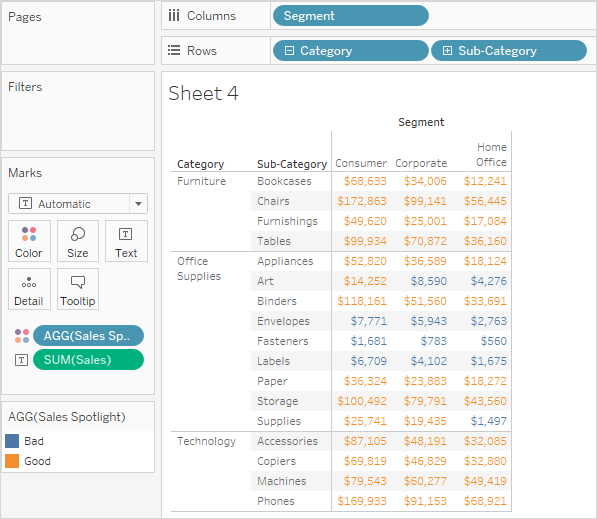 Pages
Columns
Segment
Rows
Category
Sub-Category
Filters
Marks
Automatic
Color
Size
Text
Detail
Tooltip
AGG(Sales Sp..
SUM(Sales)
AGG(Sales Spotlight)
Bad
Good
Sheet 4
Segment
Category Sub-Category Consumer Corporate Home Office
Furniture Bookcases $68,633 $34,006 $12,241
Chairs $172,863 $99,141 $56,445
Furnishings $49,620 $25,001 $17,084
Tables $99,934 $70,872 $36,160
Office Supplies Appliances $52,820 $36,589 $18,124
Art $14,252 $8,590 $4,276
Binders $118,161 $51,560 $33,691
Envelopes $7,771 $5,943 $2,763
Fasteners $1,681 $783 $560
Labels $6,709 $4,102 $1,675
Paper $36,324 $23,883 $18,272
Storage $100,492 $79,791 $43,560
Supplies $25,741 $19,435 $1,497
Technology Accessories $87,105 $48,191 $32,085
Copiers $69,819 $46,829 $32,880
Machines $79,543 $60,277 $49,419
Phones $169,933 $91,153 $68,921